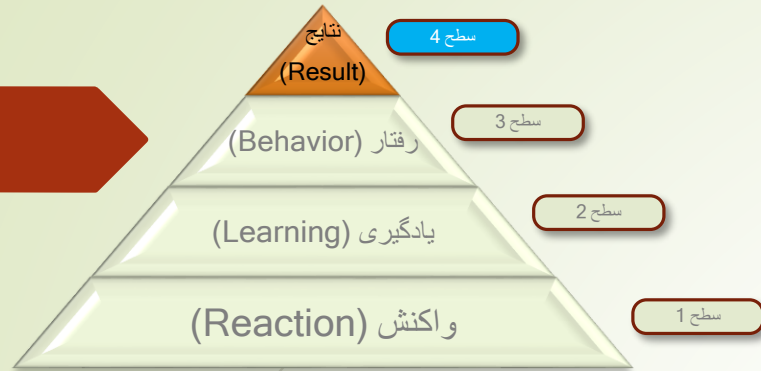 نتایج
(Result)
سطح 4
رفتار (Behavior)
سطح 3
یادگیری (Learning)
سطح 2
واکنش (Reaction)
سطح 1